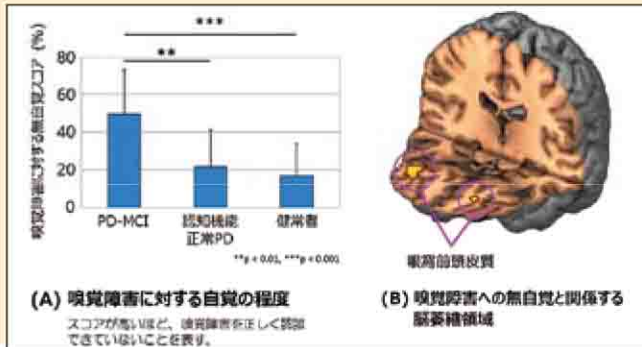 嗅覚障害に対する無自覚スコア (%)
***
**
80
60
40
20
0
PD-MCI
認知機能
正常PD
健常者
**p < 0.01, ***p < 0.001
(A) 嗅覚障害に対する自覚の程度
スコアが高いほど、嗅覚障害を正しく認識
できていないことを表す。
眼窩前頭皮質
(B) 嗅覚障害への無自覚と関係する
脳萎縮領域